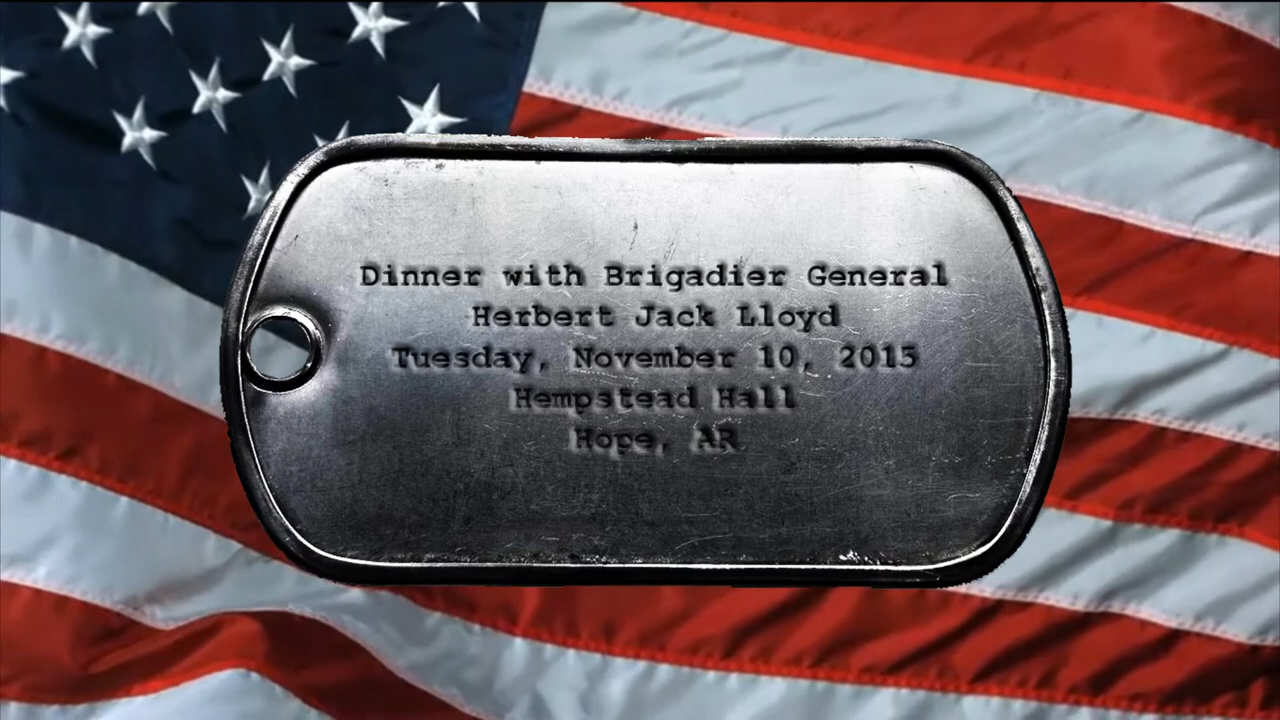 Dinner with Brigadier General
Herbert Jack Lloyd
Tuesday, November 10, 2015
Hempstead Hall
Hope, AR